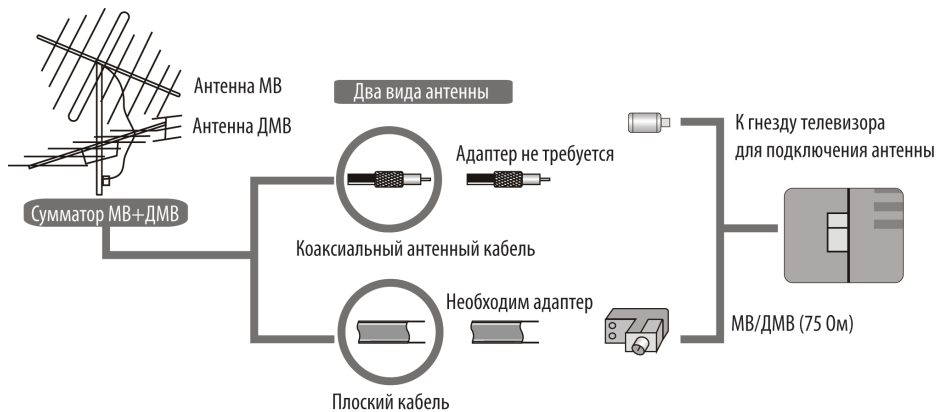 Антенна МВ
Антенна ДМВ
Сумматор МВ+ДМВ
Два вида антенны
Адаптер не требуется
Коаксиальный антенный кабель
Необходим адаптер
Плоский кабель
К гнезду телевизора
для подключения антенны
МВ/ДМВ (75 Ом)